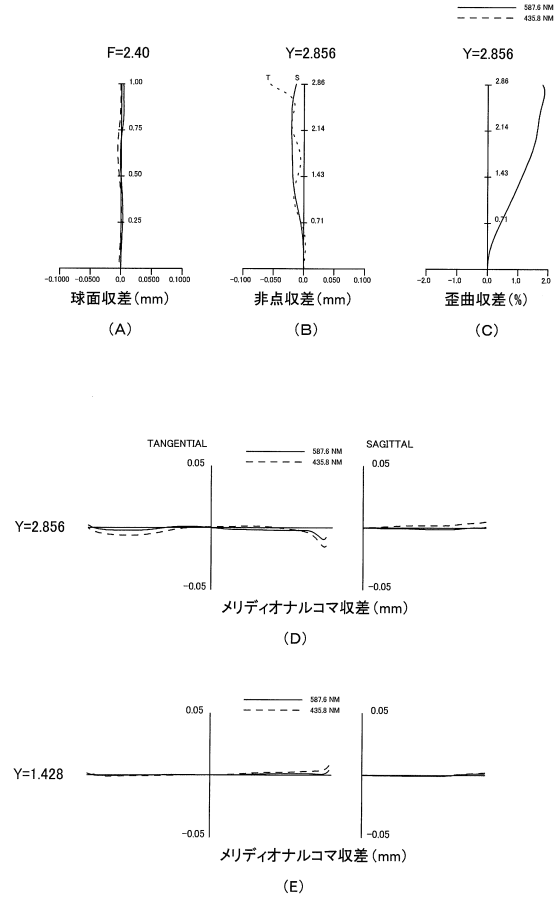 587.6 NM
435.8 NM
F=2.40
Y=2.856
Y=2.856
1.00
0.75
0.50
0.25
-0.1000 -0.0500 0.0 0.0500 0.1000
球面収差(mm)
(A)
T S
2.86
2.14
1.43
0.71
-0.100 -0.050 0.0 0.050 0.100
非点収差(mm)
(B)
2.86
2.14
1.43
0.71
-2.0 -1.0 0.0 1.0 2.0
歪曲収差(%)
(C)
TANGENTIAL
587.6 NM
435.8 NM
SAGITTAL
0.05
0.05
Y=2.856
-0.05
-0.05
メリディオナルコマ収差(mm)
(D)
587.6 NM
435.8 NM
0.05
0.05
Y=1.428
-0.05
-0.05
メリディオナルコマ収差(mm)
(E)